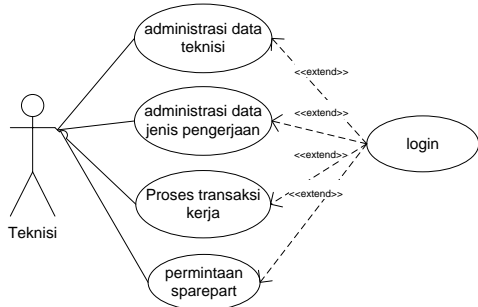 administrasi data
teknisi
<<extend>>
administrasi data
jenis pengerjaan
<<extend>>
login
<<extend>>
Proses transaksi
kerja
<<extend>>
Teknisi
permintaan
sparepart